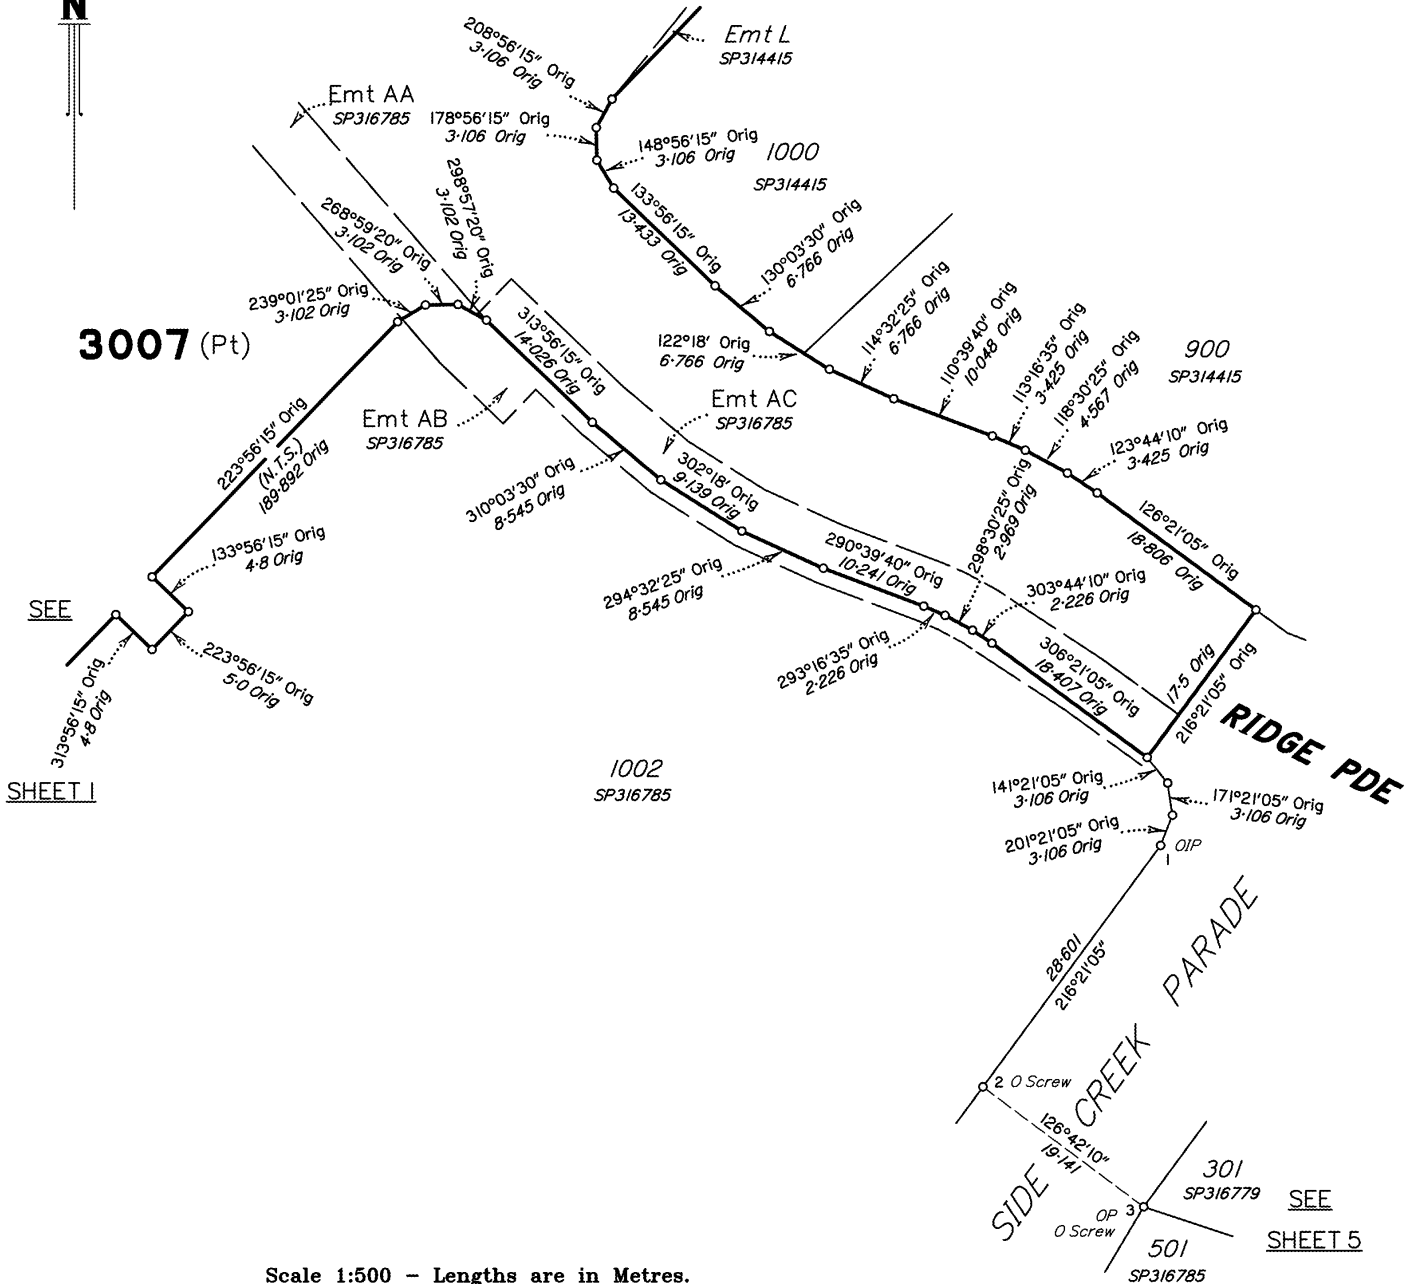 N
208°56'15" Orig
3·106 Orig
Emt L
SP314415
Emt AA
SP316785
178°56'15" Orig
3·106 Orig
148°56'15" Orig
3·106 Orig
1000
SP314415
298°57'20" Orig
3·102 Orig
268°59'20" Orig
3·102 Orig
133°56'15" Orig
13·433 Orig
130°03'30" Orig
6·766 Orig
239°01'25" Orig
3·102 Orig
3007 (Pt)
313°56'15" Orig
14·026 Orig
122°18' Orig
6·766 Orig
114°32'25" Orig
6·766 Orig
110°39'40" Orig
10·048 Orig
113°16'35" Orig
3·425 Orig
118°30'25" Orig
4·567 Orig
900
SP314415
Emt AB
SP316785
Emt AC
SP316785
123°44'10" Orig
3·425 Orig
223°56'15" Orig
(N.T.S.)
189·892 Orig
310°03'30" Orig
8·545 Orig
302°18' Orig
9·139 Orig
126°21'05" Orig
18·806 Orig
133°56'15" Orig
4·8 Orig
294°32'25" Orig
8·545 Orig
290°39'40" Orig
10·241 Orig
298°30'25" Orig
2·969 Orig
303°44'10" Orig
2·226 Orig
SEE
223°56'15" Orig
5·0 Orig
313°56'15" Orig
4·8 Orig
SHEET 1
293°16'35" Orig
2·226 Orig
306°21'05" Orig
18·407 Orig
17·5 Orig
216°21'05" Orig
RIDGE PDE
1002
SP316785
141°21'05" Orig
3·106 Orig
171°21'05" Orig
3·106 Orig
201°21'05" Orig
3·106 Orig
OIP
1
28·601
216°21'05"
SIDE CREEK PARADE
2 O Screw
126°42'10"
19·141
301
SP316779
SEE
OP 3
O Screw
SHEET 5
501
SP316785
Scale 1:500 – Lengths are in Metres.